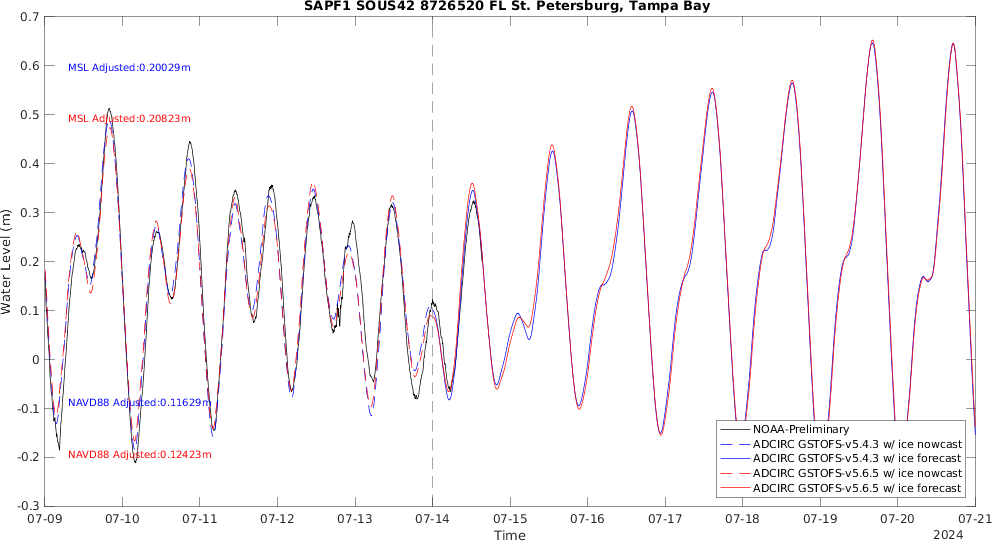 SAPF1 SOUS42 8726520 FL St. Petersburg, Tampa Bay
0.7
0.6
0.5
0.4
0.3
0.2
0.1
0
-0.1
-0.2
-0.3
Water Level (m)
MSL Adjusted:0.20029m
MSL Adjusted:0.20823m
NAVD88 Adjusted:0.11629m
NAVD88 Adjusted:0.12423m
NOAA-Preliminary
ADCIRC GSTOFS-v5.4.3 w/ ice nowcast
ADCIRC GSTOFS-v5.4.3 w/ ice forecast
ADCIRC GSTOFS-v5.6.5 w/ ice nowcast
ADCIRC GSTOFS-v5.6.5 w/ ice forecast
07-09 07-10 07-11 07-12 07-13 07-14 07-15 07-16 07-17 07-18 07-19 07-20 07-21
Time
2024